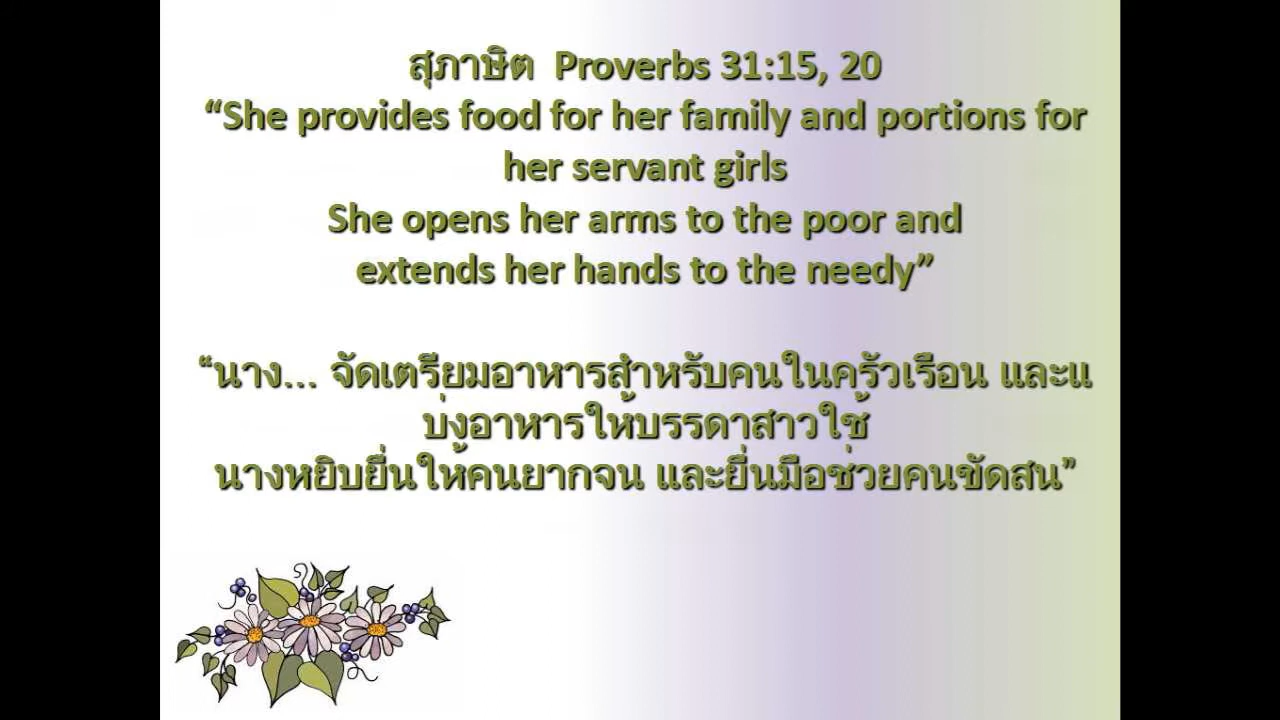 สุภาษิต  Proverbs 31:15, 20
“She provides food for her family and portions for
her servant girls
She opens her arms to the poor and
extends her hands to the needy”
“นาง... จัดเตรียมอาหารสำหรับคนในครัวเรือน และแ
บ่งอาหารให้บรรดาสาวใช้
นางหยิบยื่นให้คนยากจน และยื่นมือช่วยคนขัดสน”